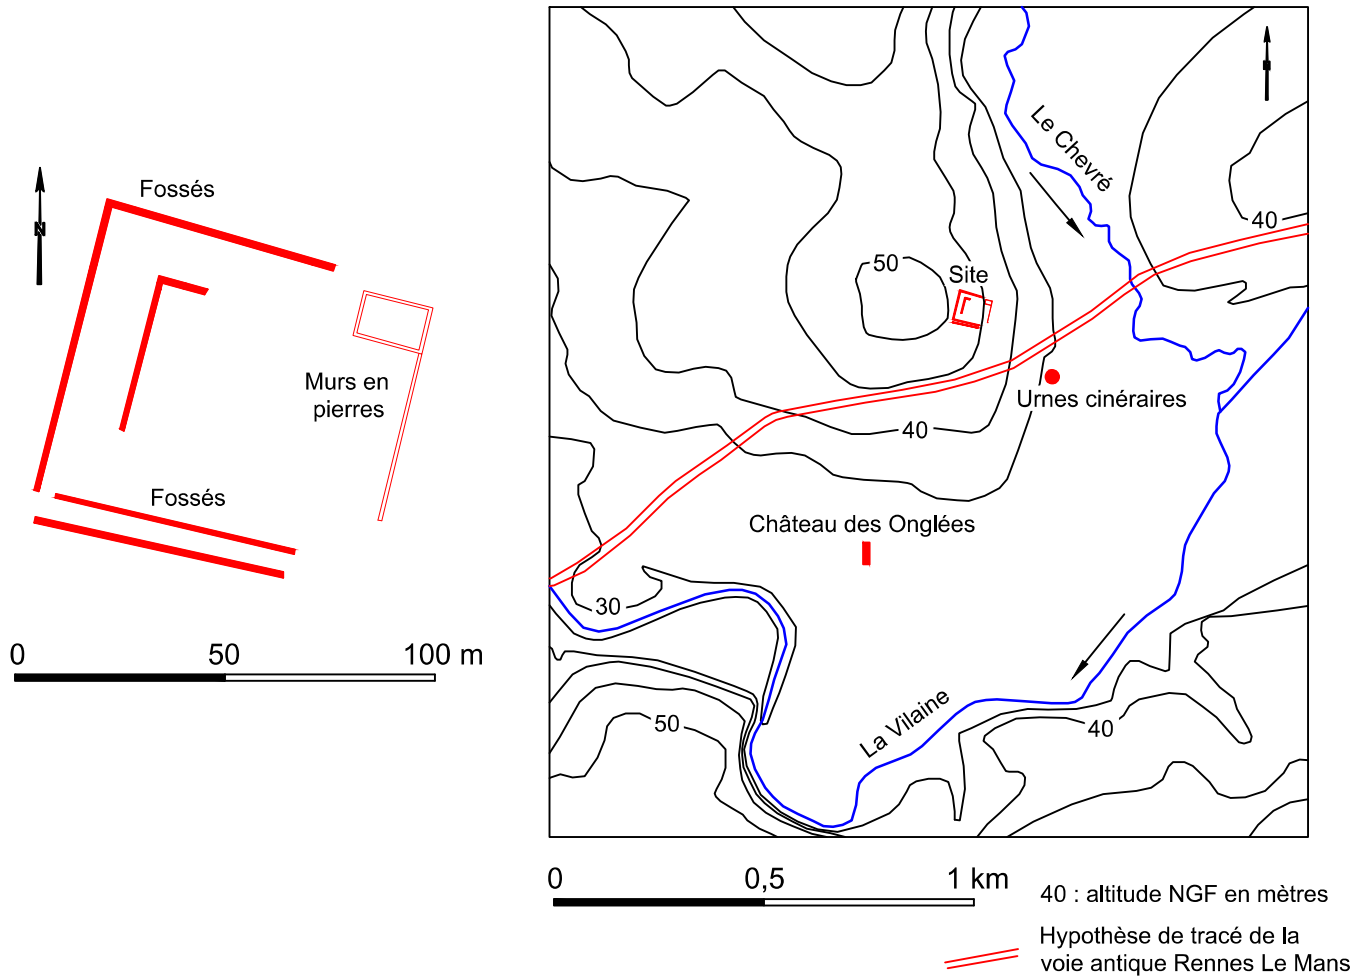 Fossés
N
Murs en
pierres
Fossés
0 50 100 m
Le Chevré
40
50
Site
Urnes cinéraires
40
Château des Onglées
30
La Vilaine
50
40
0 0,5 1 km
40 : altitude NGF en mètres
Hypothèse de tracé de la
voie antique Rennes Le Mans